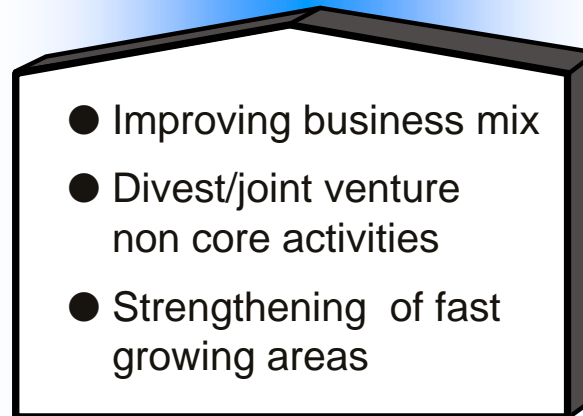 ● Improving business mix
● Divest/joint venture
non core activities
● Strengthening  of fast
growing areas